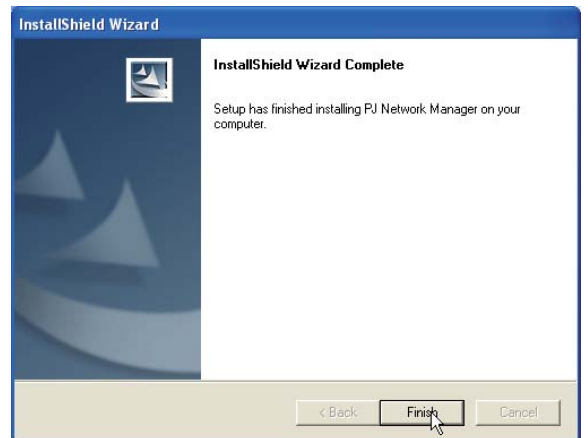 InstallShield Wizard
InstallShield Wizard Complete
Setup has finished installing PJ Network Manager on your
computer.
< Back
Finish
Cancel